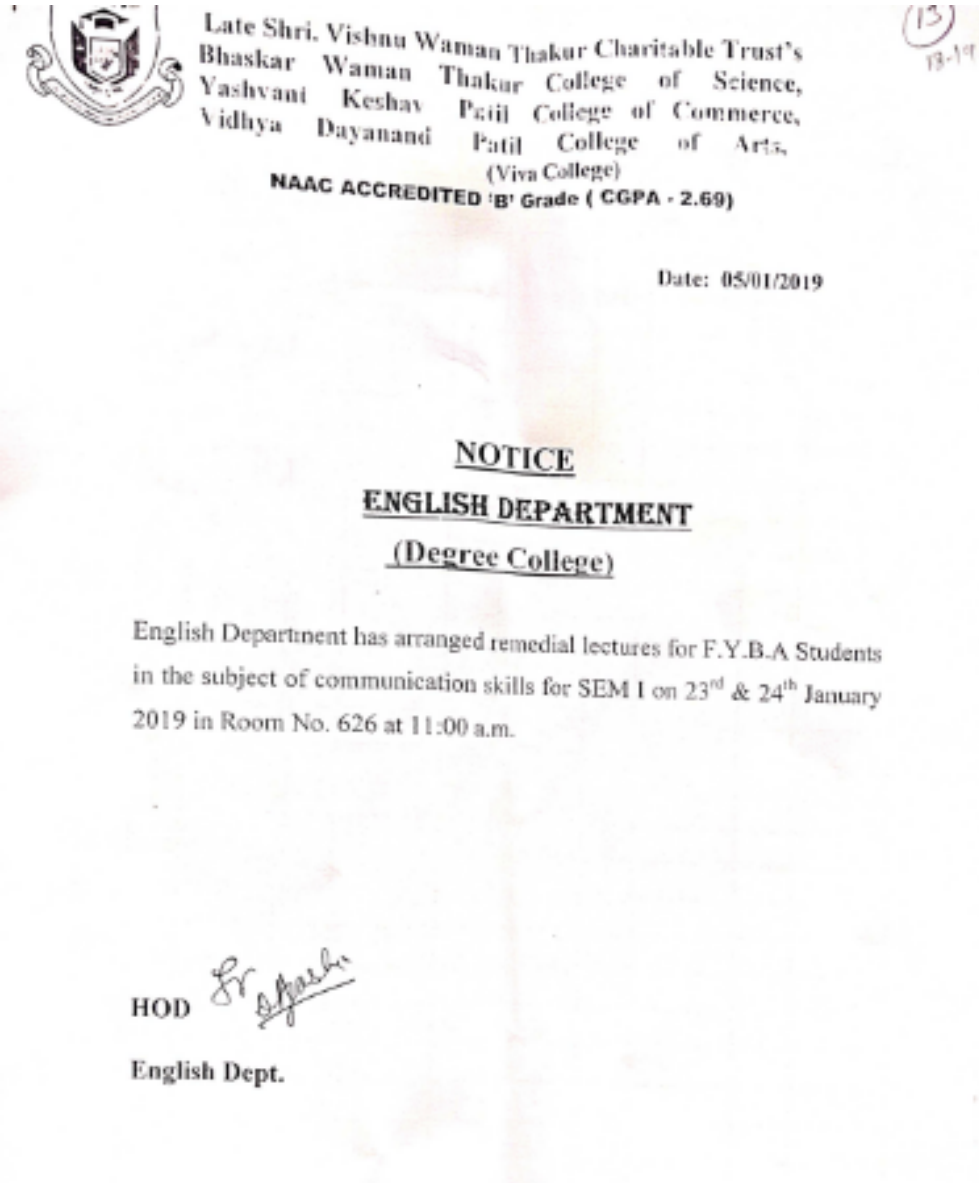 (13)
18-19
Late Shri. Vishnu Waman Thakur Charitable Trust's
Bhaskar Waman Thakur College of Science,
Yashvani Keshav Patil College of Commerce,
Vidhya Dayanand Patil College of Arts,
(Viva College)
NAAC ACCREDITED 'B' Grade ( CGPA - 2.69)
Date: 05/01/2019
NOTICE
ENGLISH DEPARTMENT
(Degree College)
English Department has arranged remedial lectures for F.Y.B.A Students
in the subject of communication skills for SEM I on 23rd & 24th January
2019 in Room No. 626 at 11:00 a.m.
HOD
English Dept.